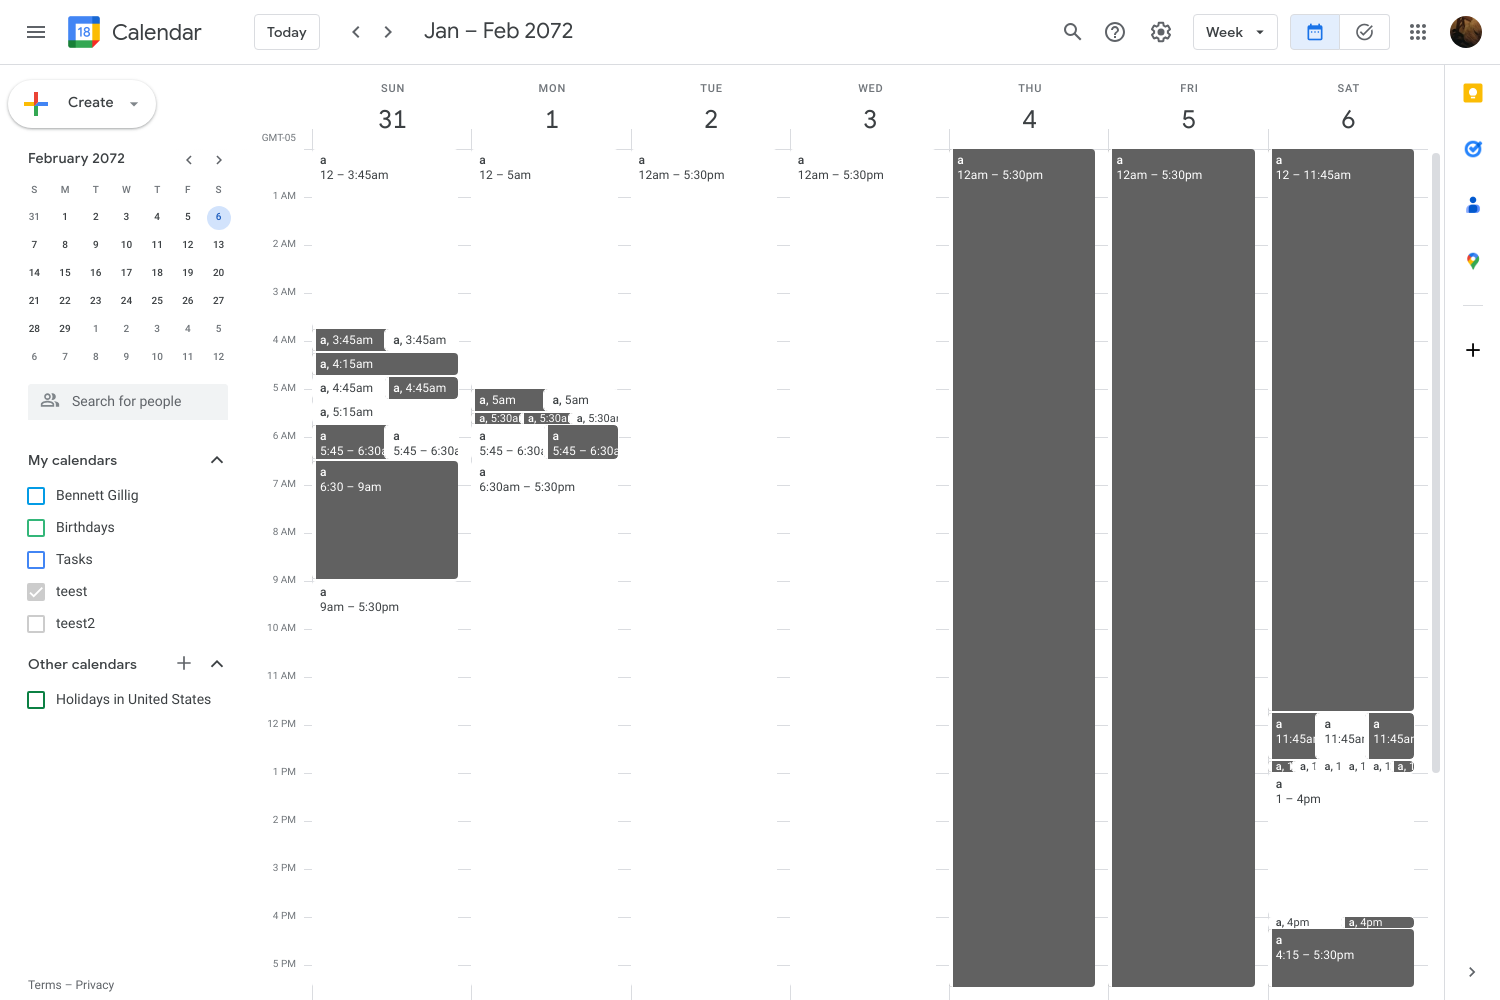 18 Calendar
Today
Jan – Feb 2072
Week
Create
February 2072
S M T W T F S
31 1 2 3 4 5 6
7 8 9 10 11 12 13
14 15 16 17 18 19 20
21 22 23 24 25 26 27
28 29 1 2 3 4 5
6 7 8 9 10 11 12
Search for people
My calendars
Bennett Gillig
Birthdays
Tasks
teest
teest2
Other calendars
Holidays in United States
Terms – Privacy
SUN MON TUE WED THU FRI SAT
31 1 2 3 4 5 6
GMT-05
1 AM
2 AM
3 AM
4 AM
5 AM
6 AM
7 AM
8 AM
9 AM
10 AM
11 AM
12 PM
1 PM
2 PM
3 PM
4 PM
5 PM
a
12 – 3:45am
a, 3:45am a, 3:45am
a, 4:15am
a, 4:45am a, 4:45am
a, 5:15am
a a
5:45 – 6:30a 5:45 – 6:30a
a
6:30 – 9am
a
9am – 5:30pm
a
12 – 5am
a, 5am a, 5am
a, 5:30a a, 5:30a a, 5:30a
a a
5:45 – 6:30a 5:45 – 6:30a
a
6:30am – 5:30pm
a
12am – 5:30pm
a
12am – 5:30pm
a
12am – 5:30pm
a
12am – 5:30pm
a
12 – 11:45am
a a a
11:45a 11:45a 11:45a
a, 1 a, 1 a, 1 a, 1 a, 1 a, 1
a
1 – 4pm
a, 4pm a, 4pm
a
4:15 – 5:30pm